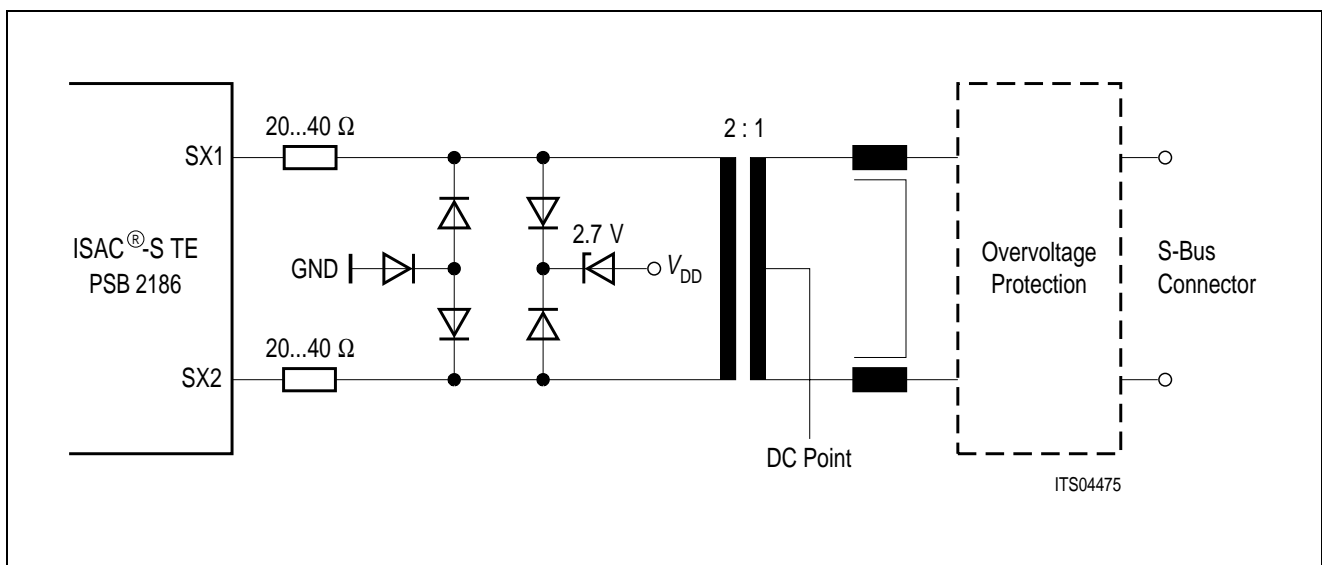 20...40 Ω
SX1
2 : 1
ISAC®-S TE
PSB 2186
GND
2.7 V
VDD
Overvoltage
Protection
S-Bus
Connector
20...40 Ω
SX2
DC Point
ITS04475